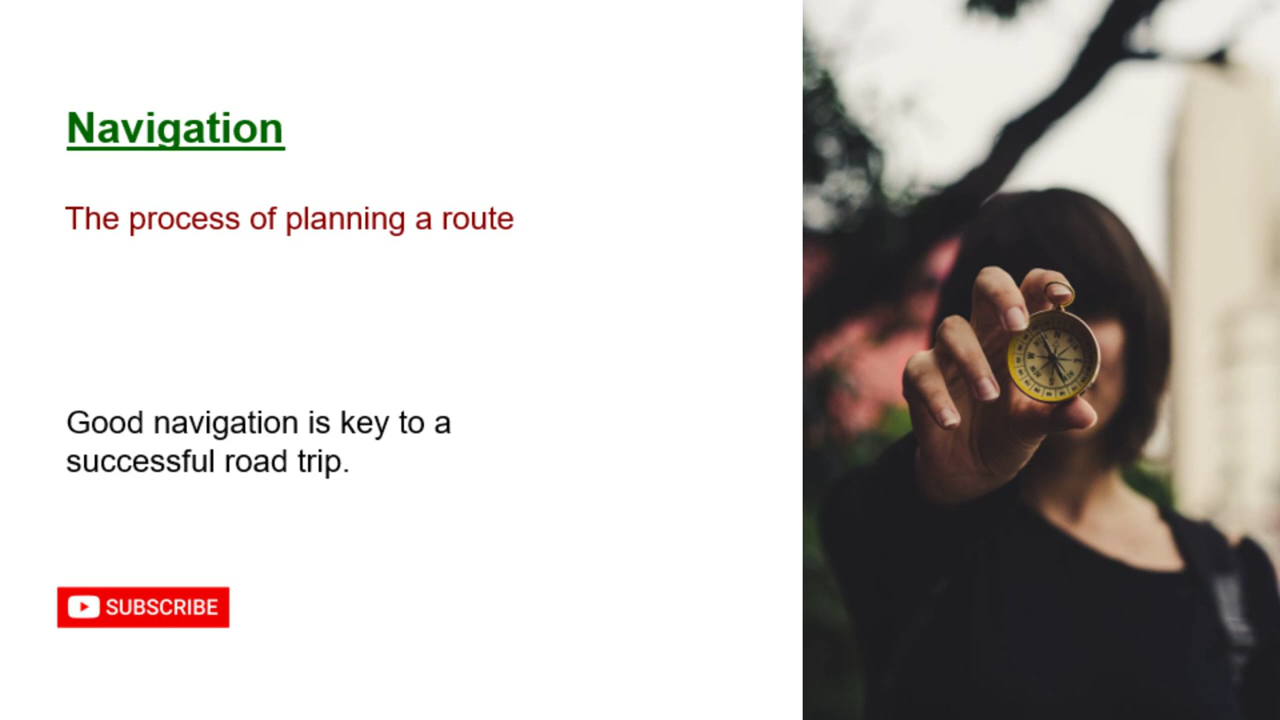 Navigation
The process of planning a route
Good navigation is key to a
successful road trip.
SUBSCRIBE